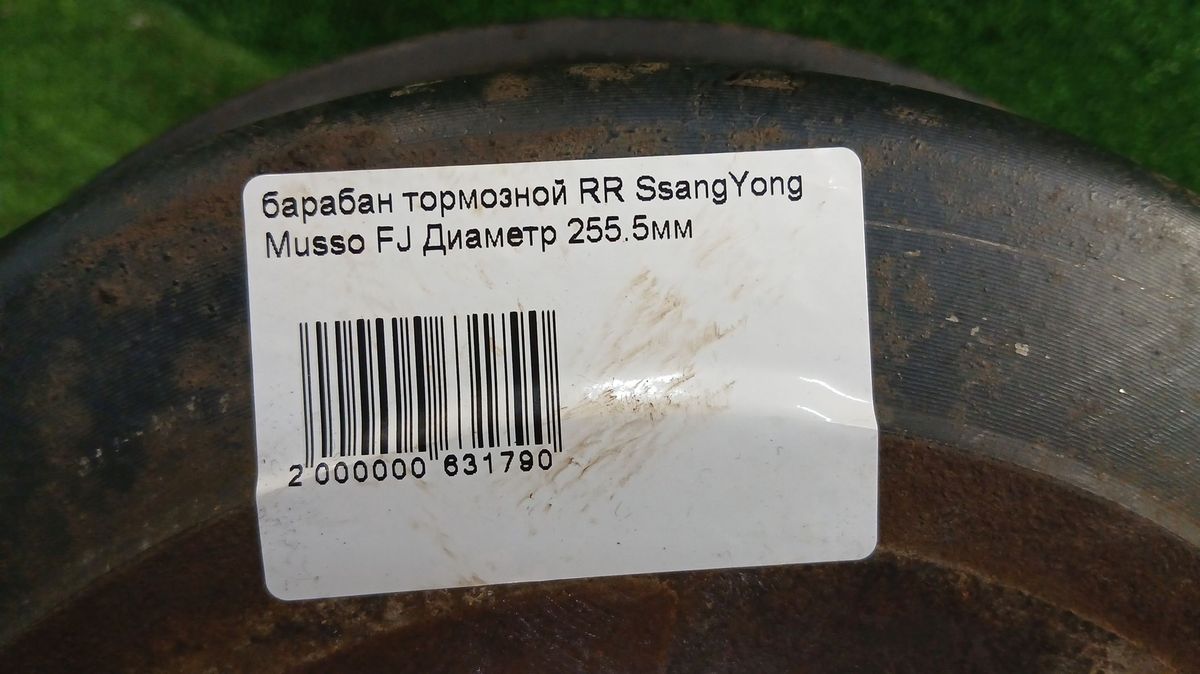 барабан тормозной RR SsangYong
Musso FJ Диаметр 255.5мм
2 000000 631790